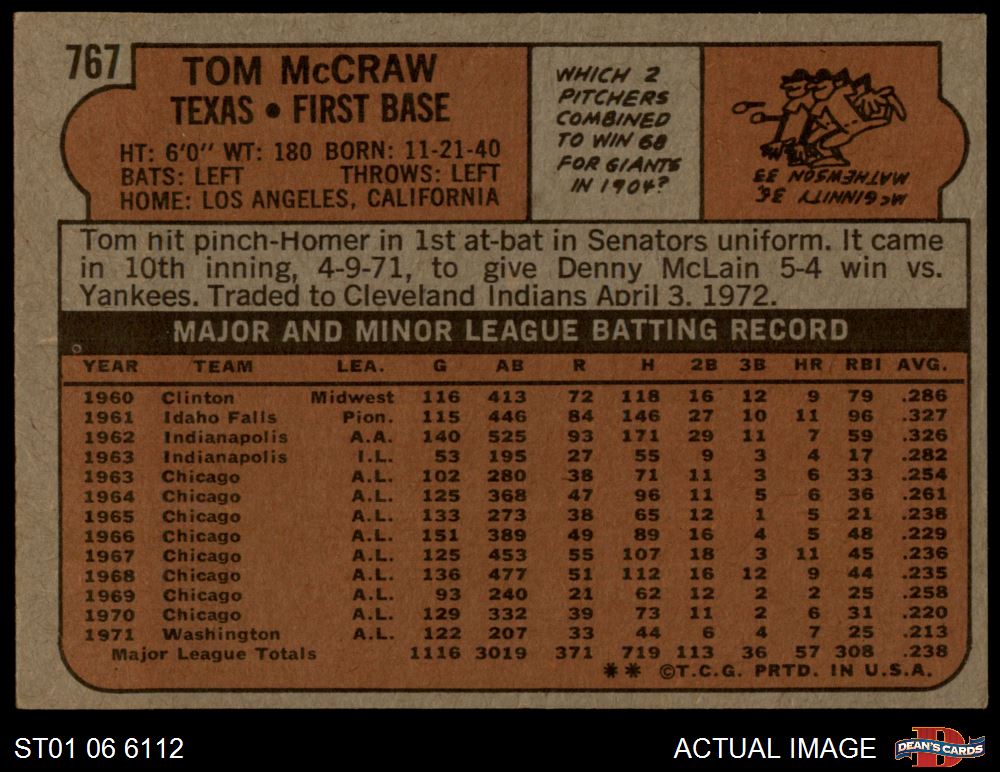 767
TOM McCRAW
TEXAS • FIRST BASE
HT: 6'0" WT: 180 BORN: 11-21-40
BATS: LEFT THROWS: LEFT
HOME: LOS ANGELES, CALIFORNIA
WHICH 2
PITCHERS
COMBINED
TO WIN 68
FOR GIANTS
IN 1904?
McGINNITY 35,
MATHEWSON 33
Tom hit pinch-Homer in 1st at-bat in Senators uniform. It came
in 10th inning, 4-9-71, to give Denny McLain 5-4 win vs.
Yankees. Traded to Cleveland Indians April 3, 1972.
MAJOR AND MINOR LEAGUE BATTING RECORD
YEAR TEAM LEA. G AB R H 2B 3B HR RBI AVG.
1960 Clinton Midwest 116 413 72 118 16 12 9 79 .286
1961 Idaho Falls Pion. 115 446 84 146 27 10 11 96 .327
1962 Indianapolis A.A. 140 525 93 171 29 11 7 59 .326
1963 Indianapolis I.L. 53 195 27 55 9 3 4 17 .282
1963 Chicago A.L. 102 280 38 71 11 3 6 33 .254
1964 Chicago A.L. 125 368 47 96 11 5 6 36 .261
1965 Chicago A.L. 133 273 38 65 12 1 5 21 .238
1966 Chicago A.L. 151 389 49 89 16 4 5 48 .229
1967 Chicago A.L. 125 453 55 107 18 3 11 45 .236
1968 Chicago A.L. 136 477 51 112 16 12 9 44 .235
1969 Chicago A.L. 93 240 21 62 12 2 2 25 .258
1970 Chicago A.L. 129 332 39 73 11 2 6 31 .220
1971 Washington A.L. 122 207 33 44 6 4 7 25 .213
Major League Totals 1116 3019 371 719 113 36 57 308 .238
** ©T.C.G. PRTD. IN U.S.A.
ST01 06 6112
ACTUAL IMAGE
DEAN'S CARDS